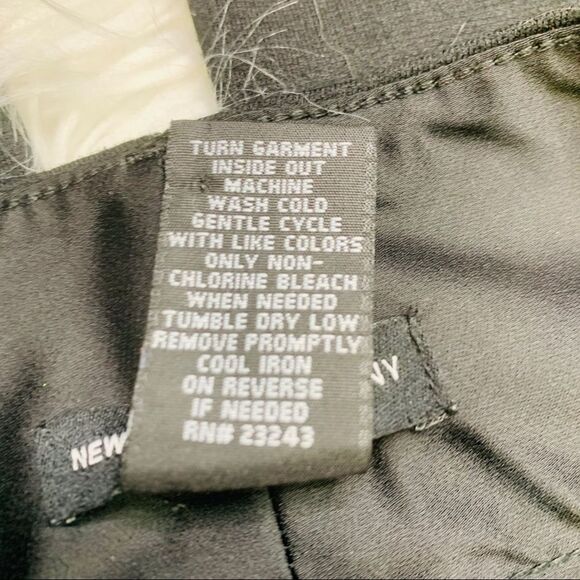 TURN GARMENT
INSIDE OUT
MACHINE
WASH COLD
GENTLE CYCLE
WITH LIKE COLORS
ONLY NON-
CHLORINE BLEACH
WHEN NEEDED
TUMBLE DRY LOW
REMOVE PROMPTLY
COOL IRON
ON REVERSE
IF NEEDED
RN# 23243
NEW
NY